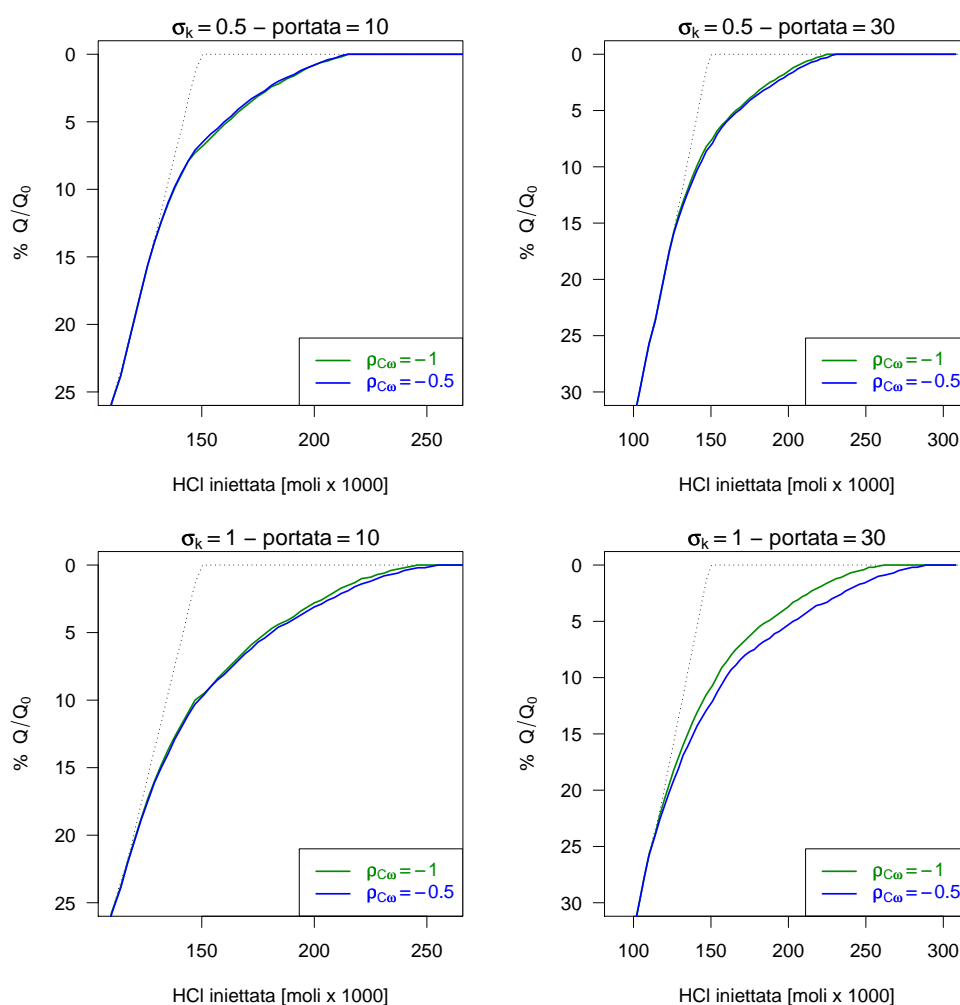 σk = 0.5 − portata = 10
0
5
10
15
20
25
% Q/Q0
150
200
250
HCl iniettata [moli x 1000]
ρCω = −1
ρCω = −0.5
σk = 0.5 − portata = 30
0
5
10
15
20
25
30
% Q/Q0
100
150
200
250
300
HCl iniettata [moli x 1000]
ρCω = −1
ρCω = −0.5
σk = 1 − portata = 10
0
5
10
15
20
25
% Q/Q0
150
200
250
HCl iniettata [moli x 1000]
ρCω = −1
ρCω = −0.5
σk = 1 − portata = 30
0
5
10
15
20
25
30
% Q/Q0
100
150
200
250
300
HCl iniettata [moli x 1000]
ρCω = −1
ρCω = −0.5